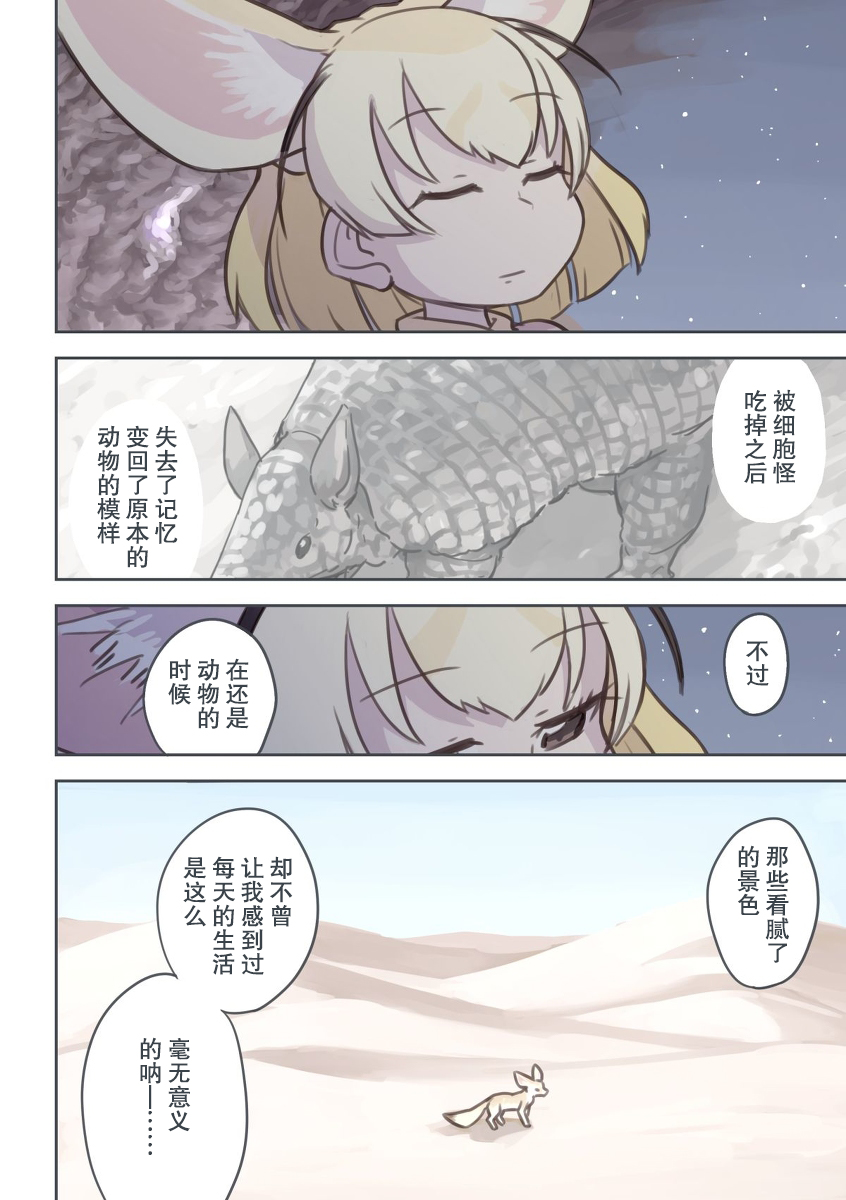 被细胞怪
吃掉之后
失去了记忆
变回了原本的
动物的模样
不过
在还是
动物的
时候
那些看腻了
的景色
却不曾
让我感到过
每天的生活
是这么
毫无意义
的呐——……